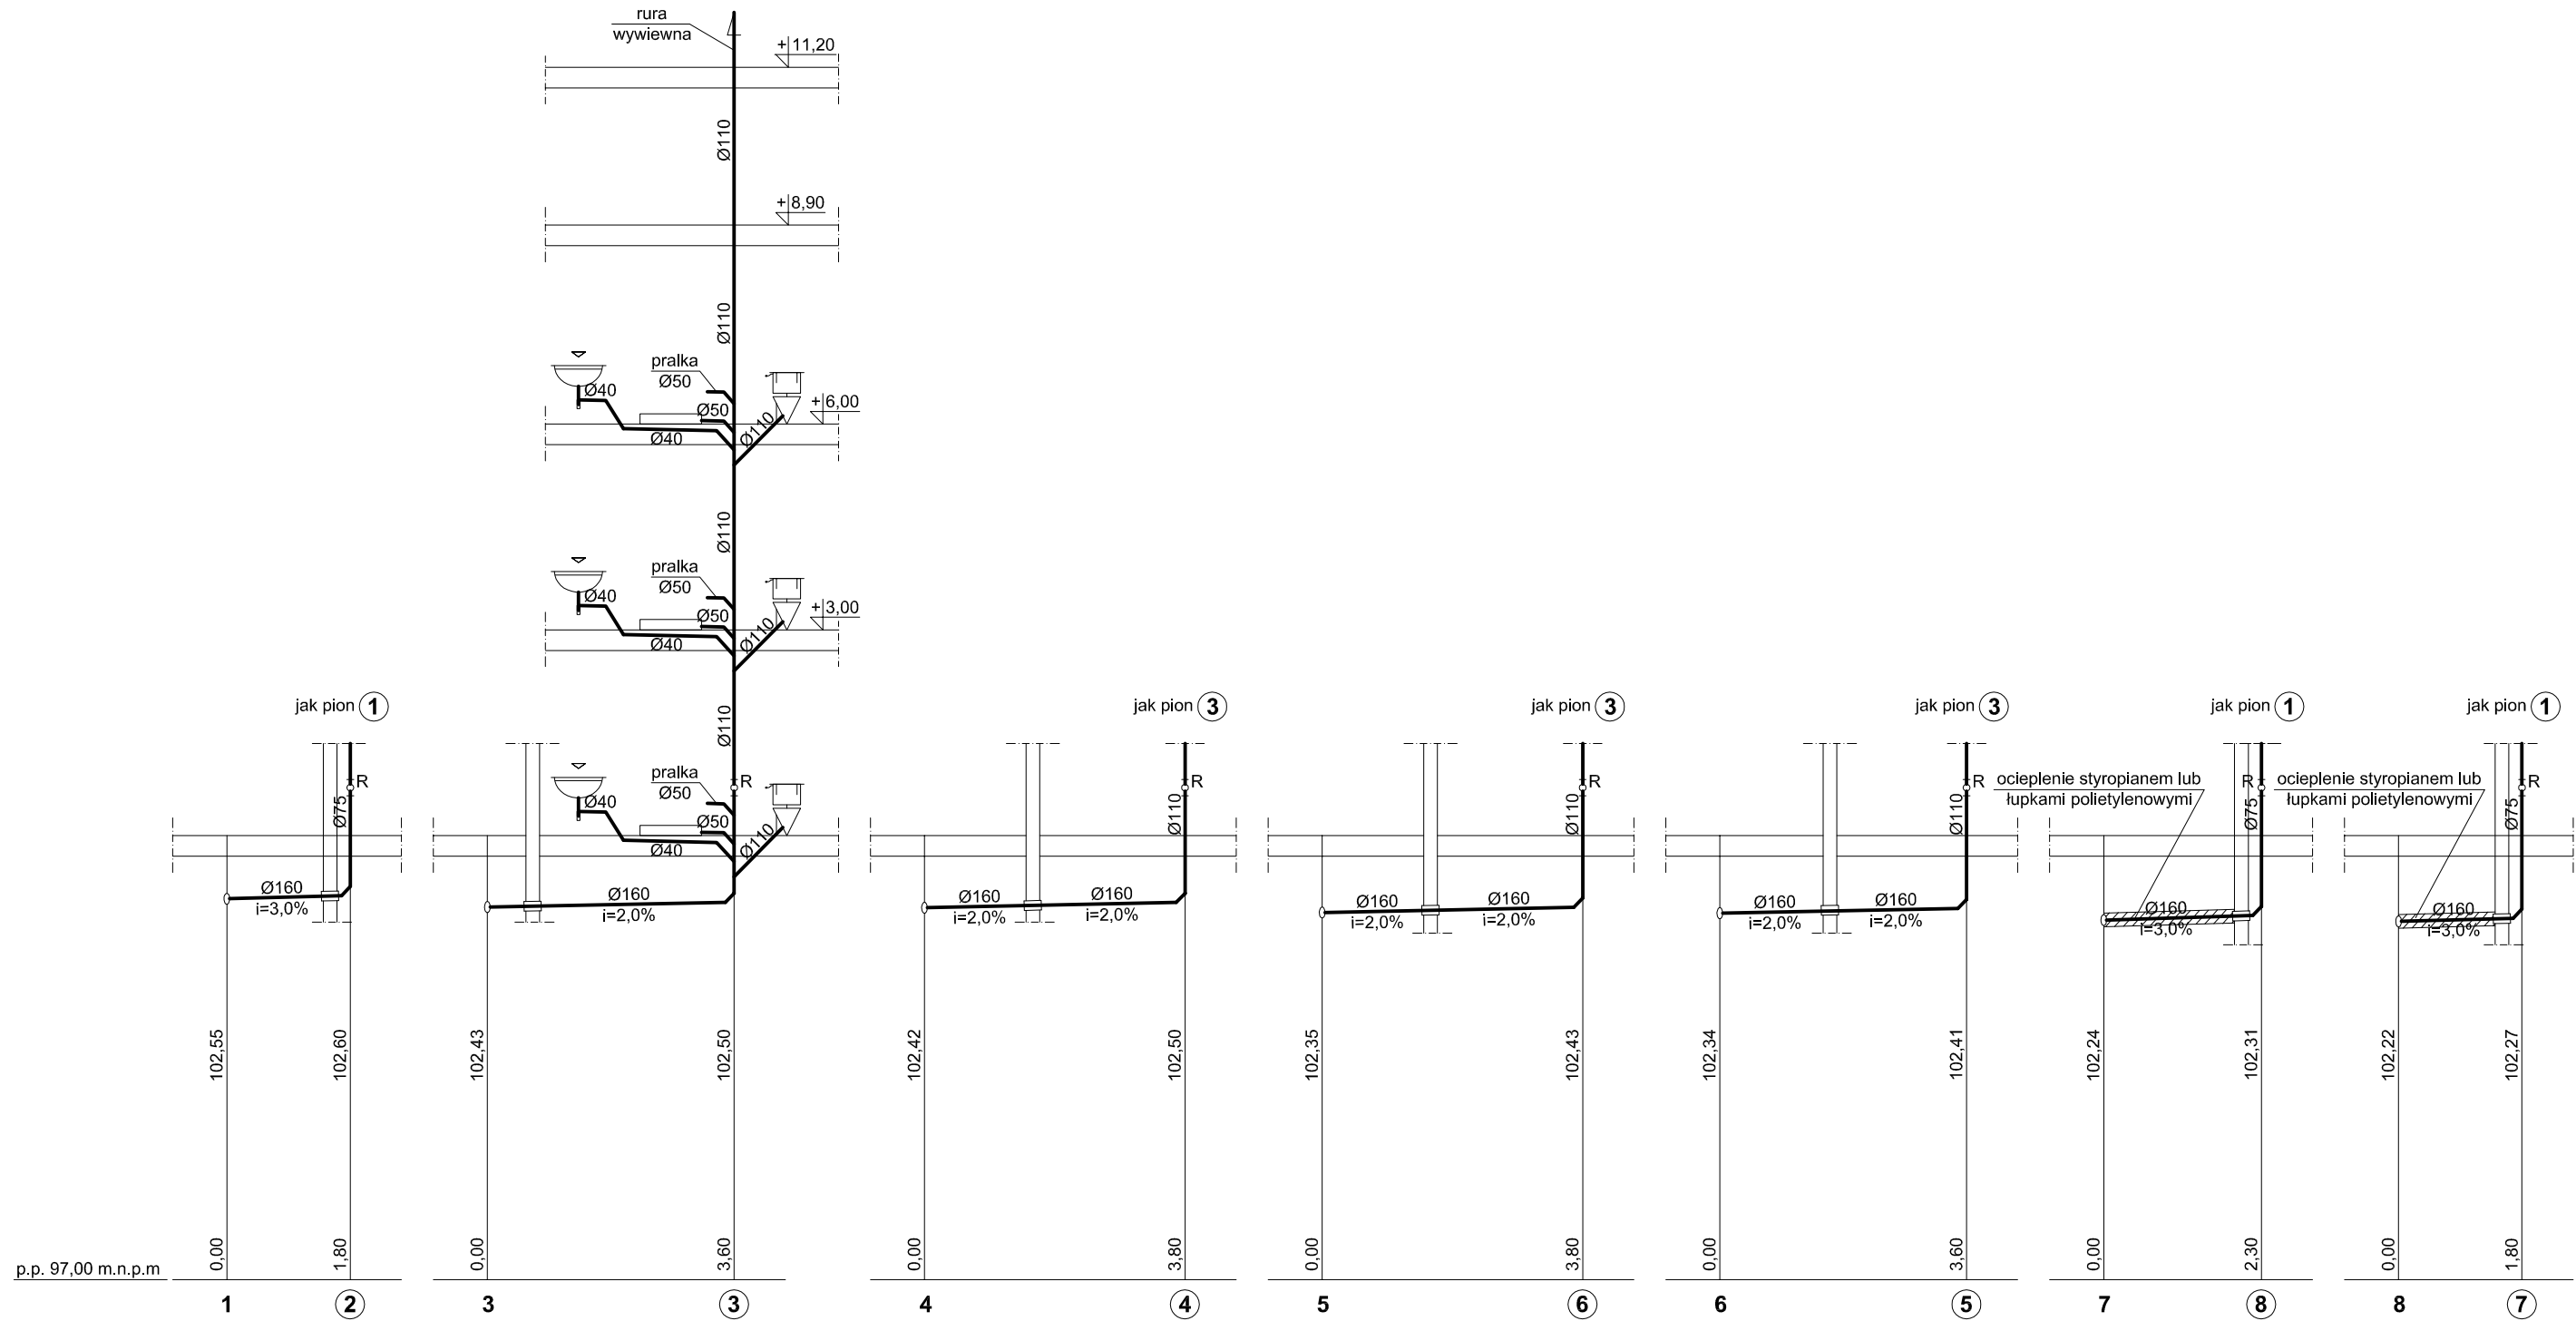 rura
wywiewna
+ 11,20
Ø110
+ 8,90
Ø110
pralka
Ø50
Ø40
Ø50
Ø40
Ø110
+ 6,00
Ø110
pralka
Ø50
Ø40
Ø50
Ø40
Ø110
+ 3,00
Ø110
jak pion 1
R
Ø75
Ø160
i=3,0%
102,55
102,60
0,00
1,80
p.p. 97,00 m.n.p.m
1
2
R
pralka
Ø50
Ø40
Ø50
Ø40
Ø110
Ø160
i=2,0%
102,43
102,50
0,00
3,60
3
3
jak pion 3
R
Ø110
Ø160
i=2,0%
Ø160
i=2,0%
102,42
102,50
0,00
3,80
4
4
jak pion 3
R
Ø110
Ø160
i=2,0%
Ø160
i=2,0%
102,35
102,43
0,00
3,80
5
6
jak pion 3
R
Ø110
Ø160
i=2,0%
Ø160
i=2,0%
102,34
102,41
0,00
3,60
6
5
jak pion 1
ocieplenie styropianem lub
łupkami polietylenowymi
R
Ø75
Ø160
i=3,0%
102,24
102,31
0,00
2,30
7
8
jak pion 1
ocieplenie styropianem lub
łupkami polietylenowymi
R
Ø75
Ø160
i=3,0%
102,22
102,27
0,00
1,80
8
7